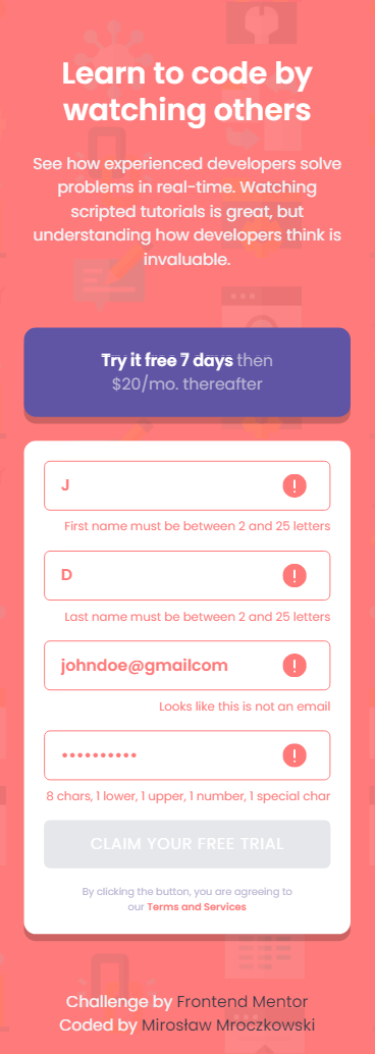 Learn to code by
watching others
See how experienced developers solve
problems in real-time. Watching
scripted tutorials is great, but
understanding how developers think is
invaluable.
Try it free 7 days then
$20/mo. thereafter
J
First name must be between 2 and 25 letters
D
Last name must be between 2 and 25 letters
johndoe@gmailcom
Looks like this is not an email
••••••••••
8 chars, 1 lower, 1 upper, 1 number, 1 special char
CLAIM YOUR FREE TRIAL
By clicking the button, you are agreeing to
our Terms and Services
Challenge by Frontend Mentor
Coded by Mirosław Mroczkowski